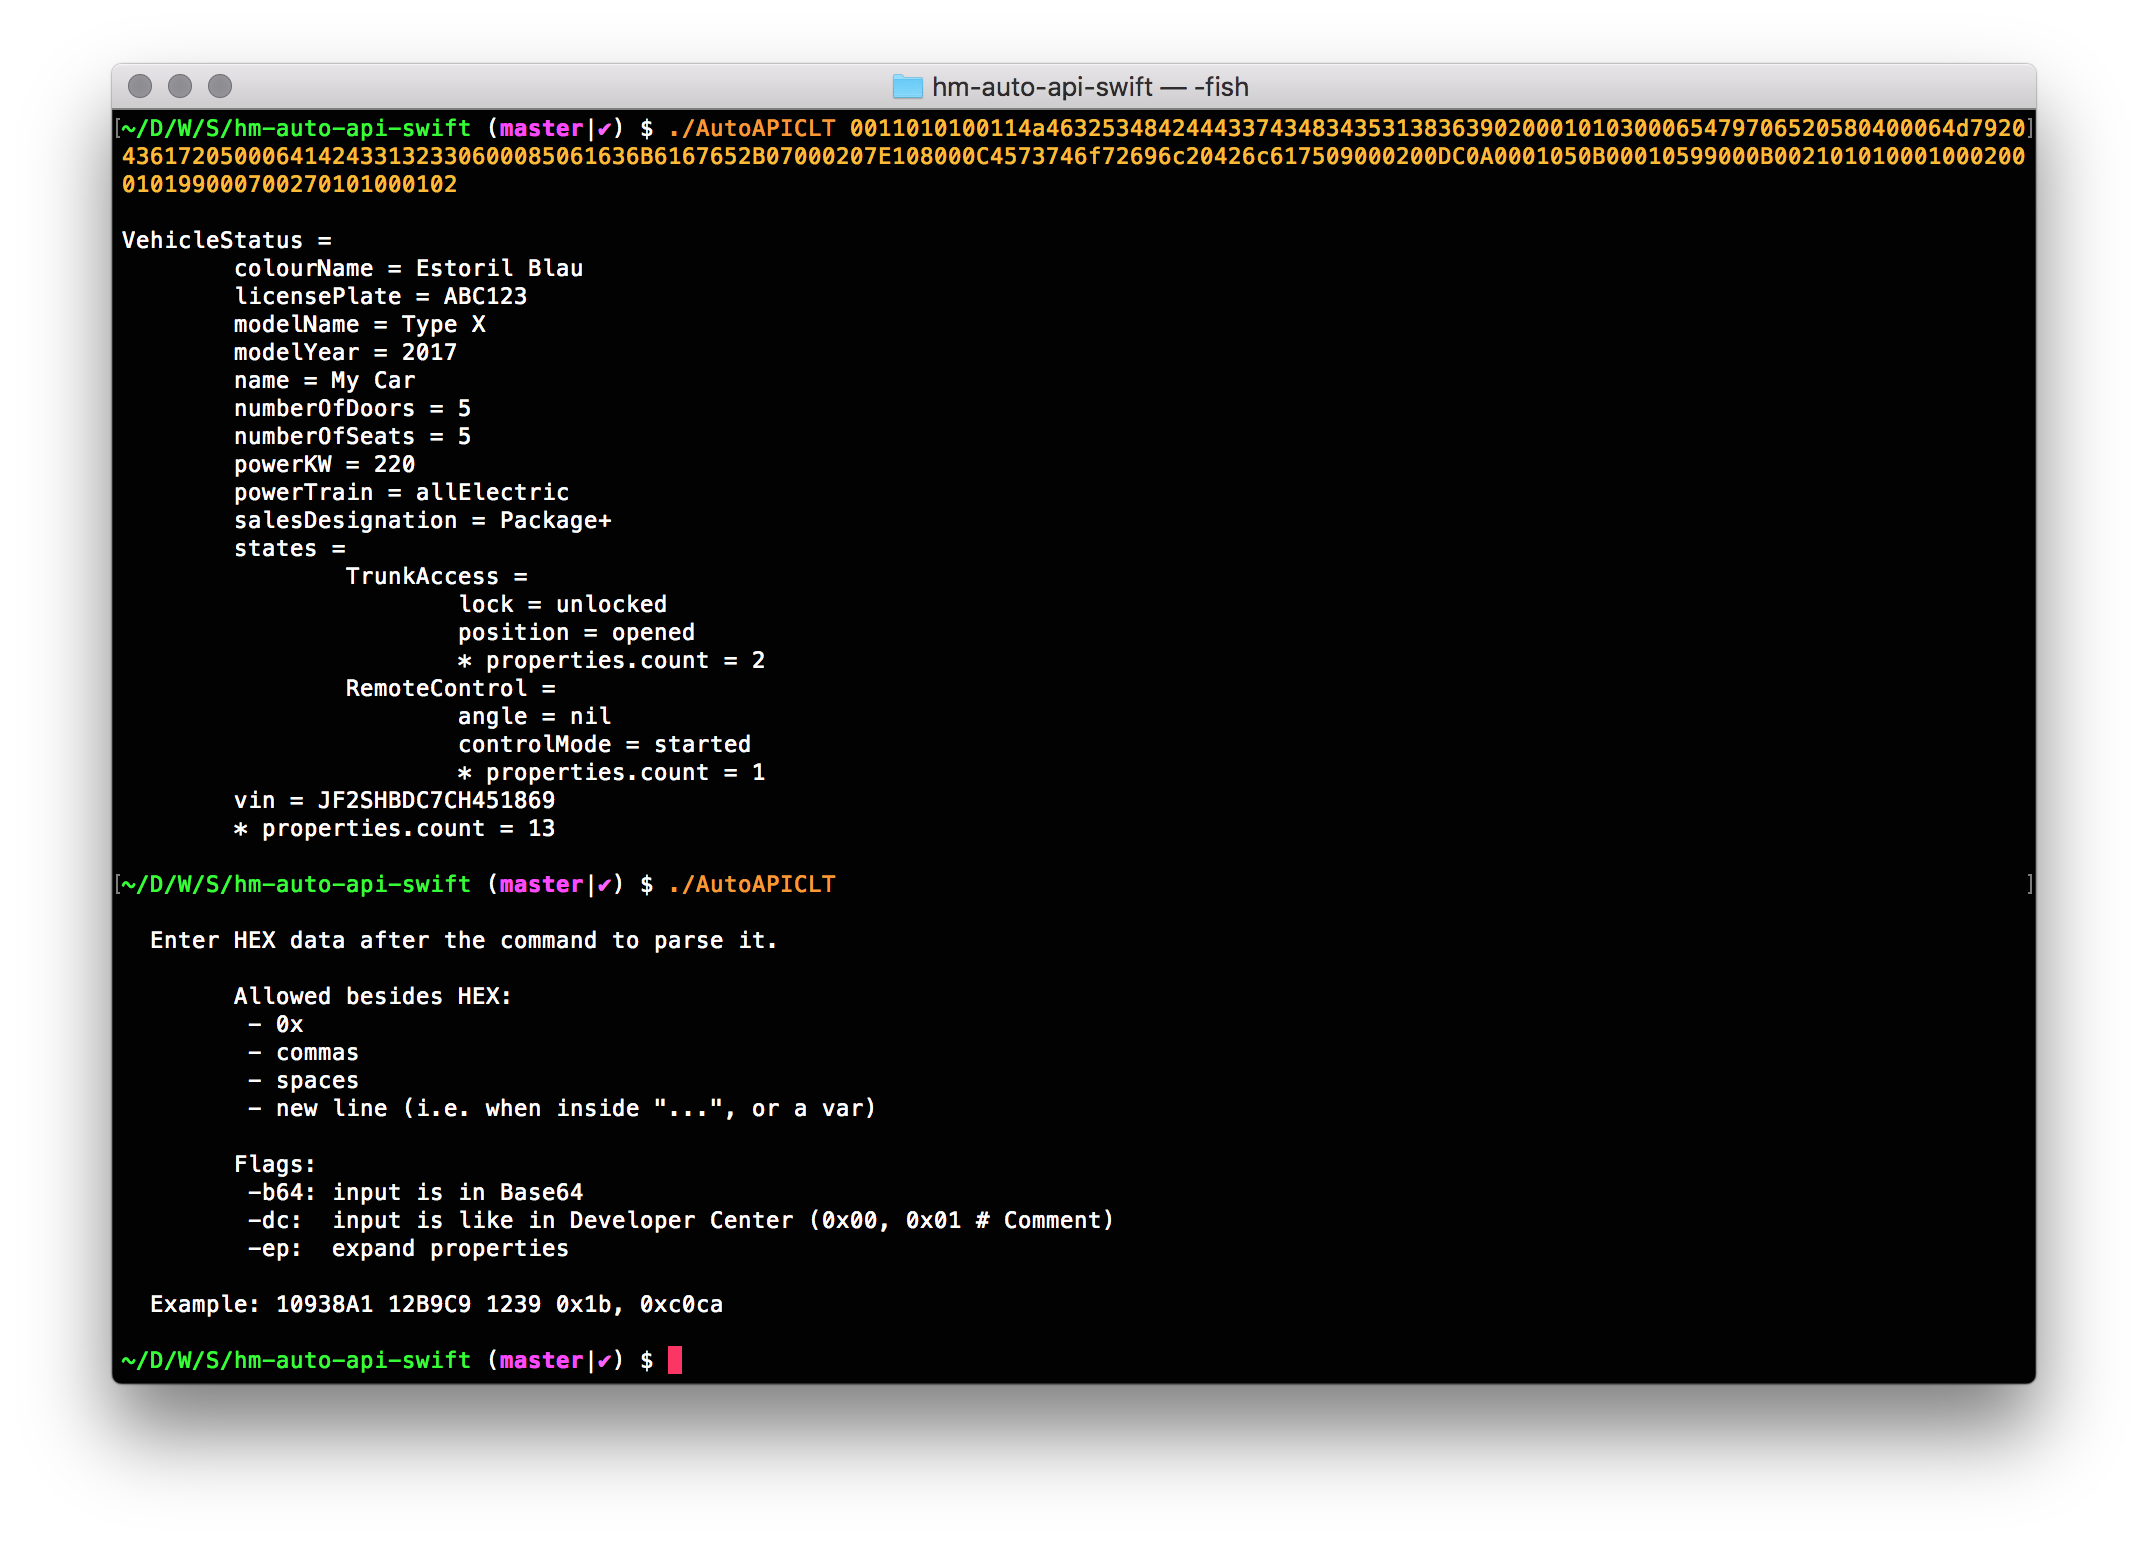 hm-auto-api-swift — -fish
[~/D/W/S/hm-auto-api-swift (master|✔) $ ./AutoAPICLT 0011010100114a46325348424443374348343531383639020001010300065479706520580400064d7920]
436172050006414243313233060008506163​6B6167652B07000207E108000C4573746f72696c20426c617509000200DC0A0001050B00010599000B002101010001000200
010199000700270101000102
VehicleStatus =
colourName = Estoril Blau
licensePlate = ABC123
modelName = Type X
modelYear = 2017
name = My Car
numberOfDoors = 5
numberOfSeats = 5
powerKW = 220
powerTrain = allElectric
salesDesignation = Package+
states =
TrunkAccess =
lock = unlocked
position = opened
* properties.count = 2
RemoteControl =
angle = nil
controlMode = started
* properties.count = 1
vin = JF2SHBDC7CH451869
* properties.count = 13
[~/D/W/S/hm-auto-api-swift (master|✔) $ ./AutoAPICLT ]
Enter HEX data after the command to parse it.
Allowed besides HEX:
- 0x
- commas
- spaces
- new line (i.e. when inside "...", or a var)
Flags:
-b64: input is in Base64
-dc: input is like in Developer Center (0x00, 0x01 # Comment)
-ep: expand properties
Example: 10938A1 12B9C9 1239 0x1b, 0xc0ca
~/D/W/S/hm-auto-api-swift (master|✔) $